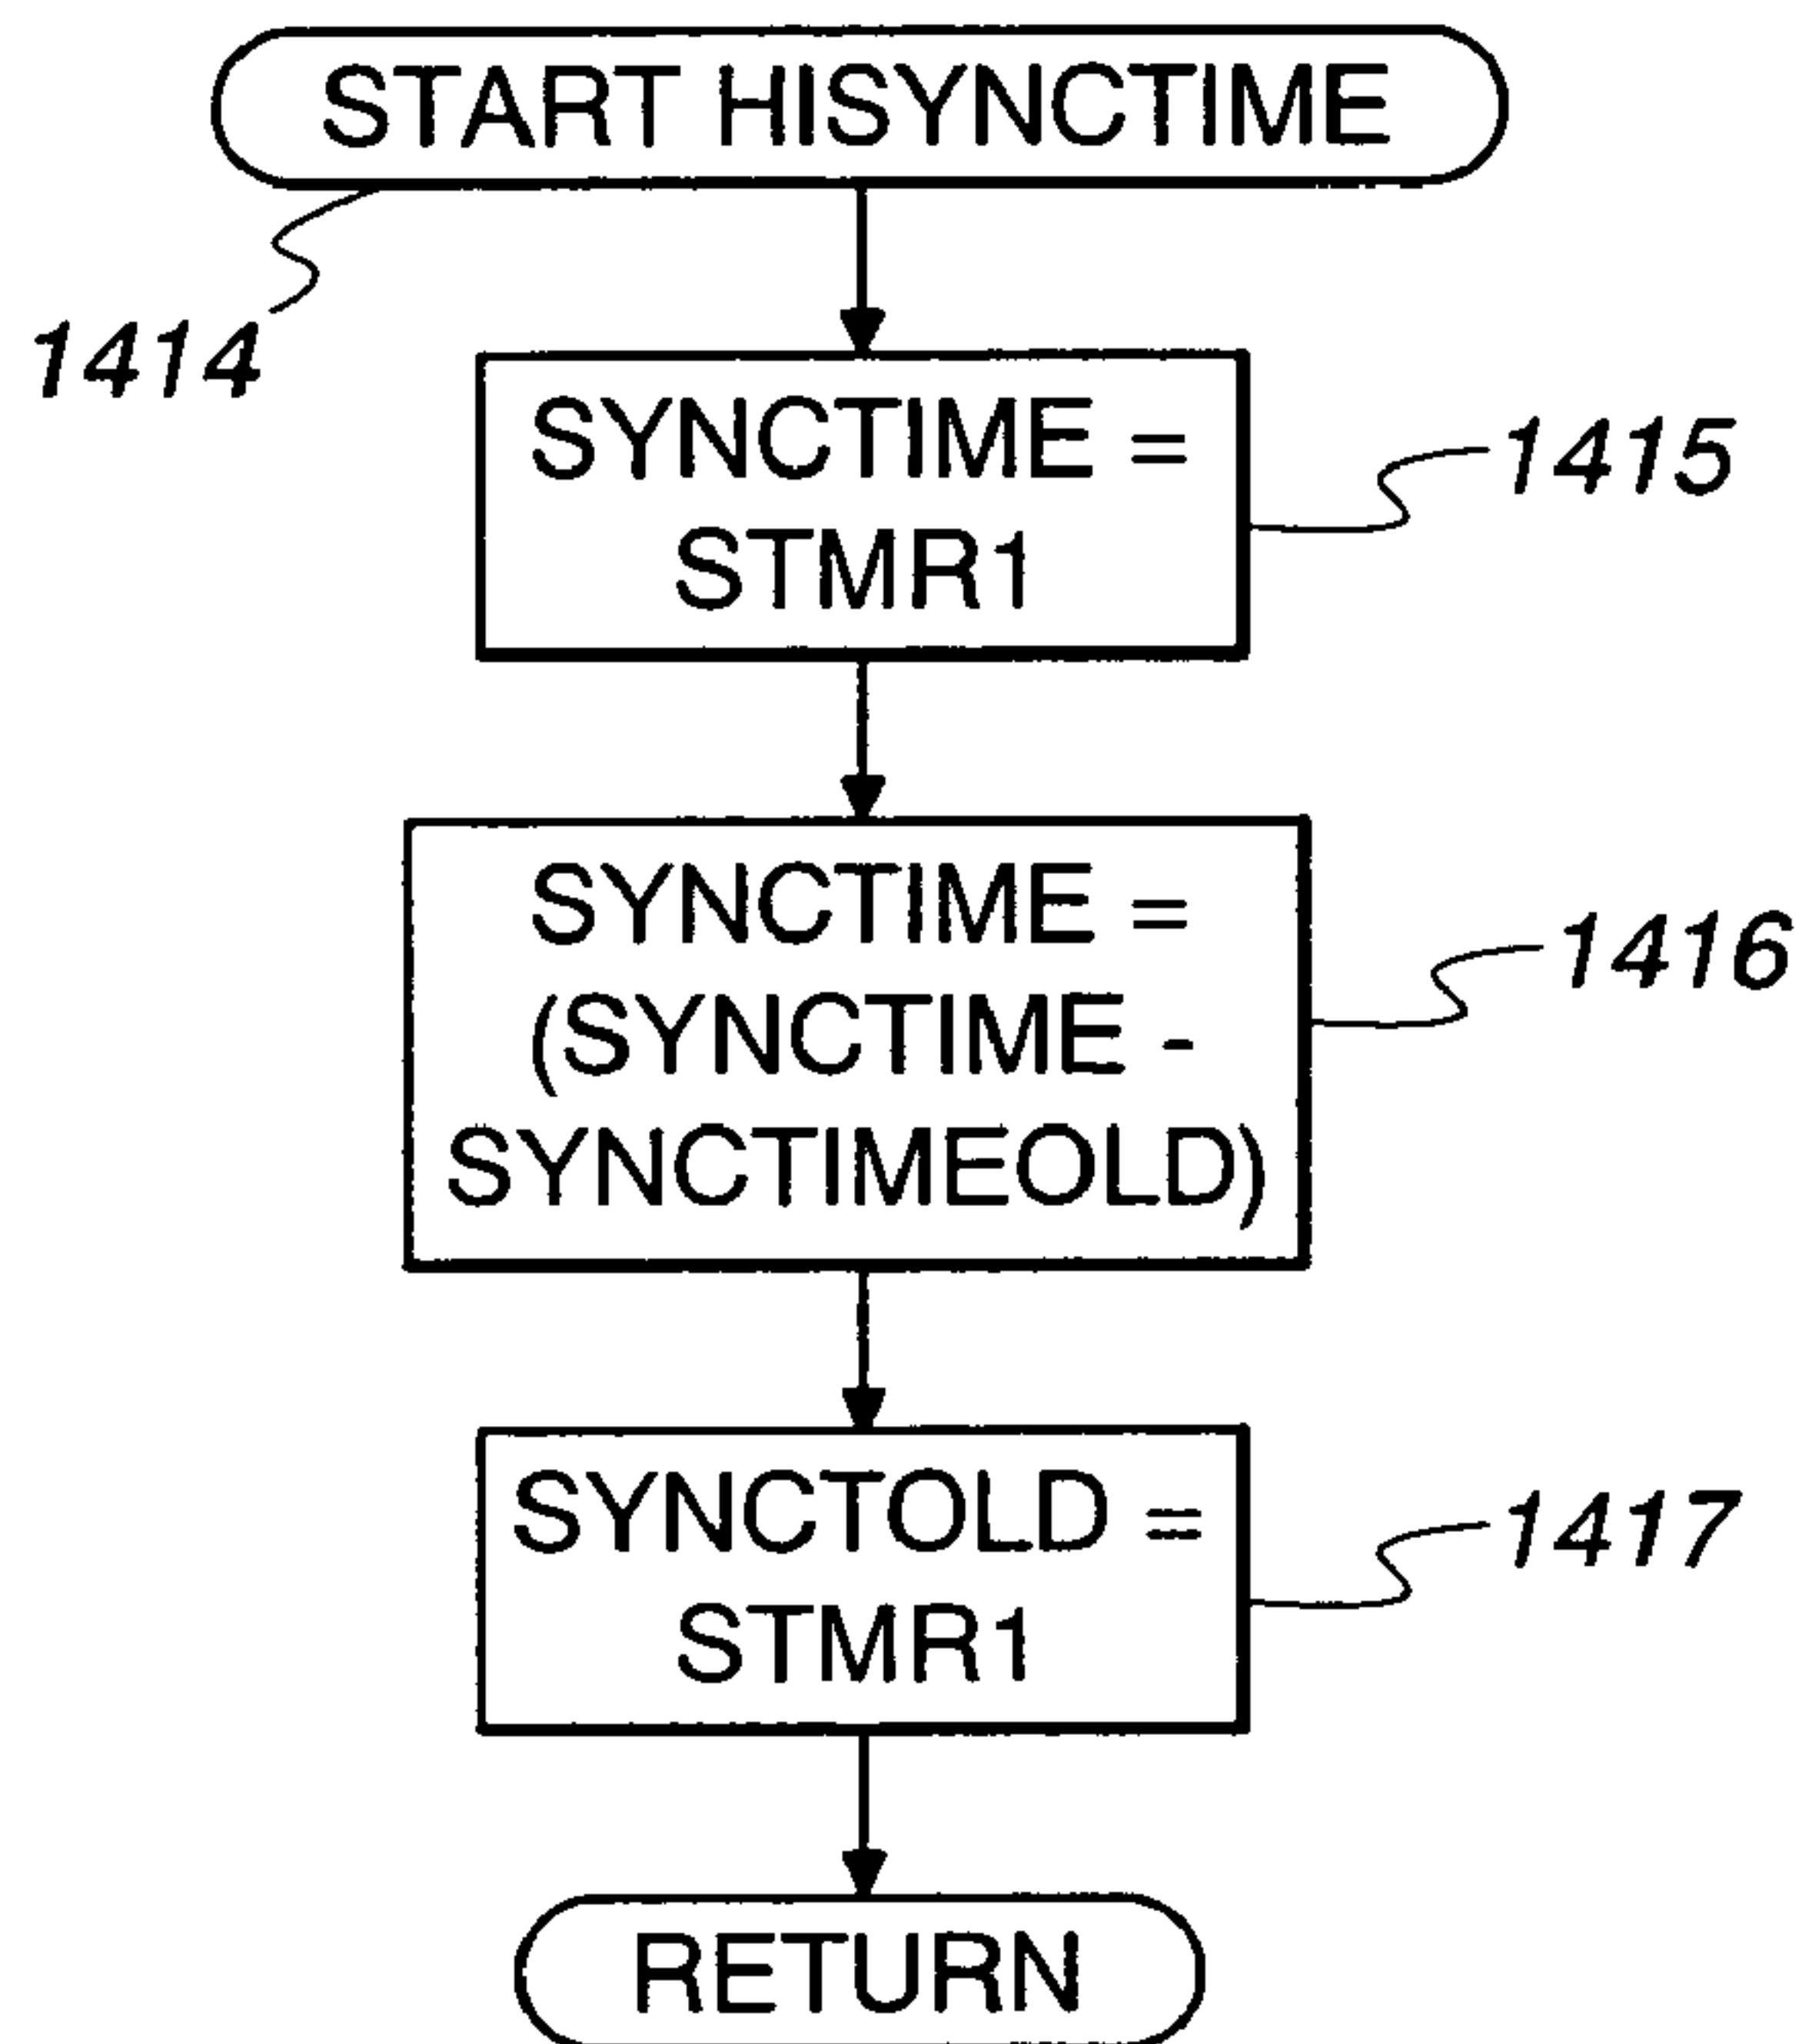 START HISYNCTIME
1414
SYNCTIME =
STMR1
1415
SYNCTIME =
(SYNCTIME -
SYNCTIMEOLD)
1416
SYNCTOLD =
STMR1
1417
RETURN